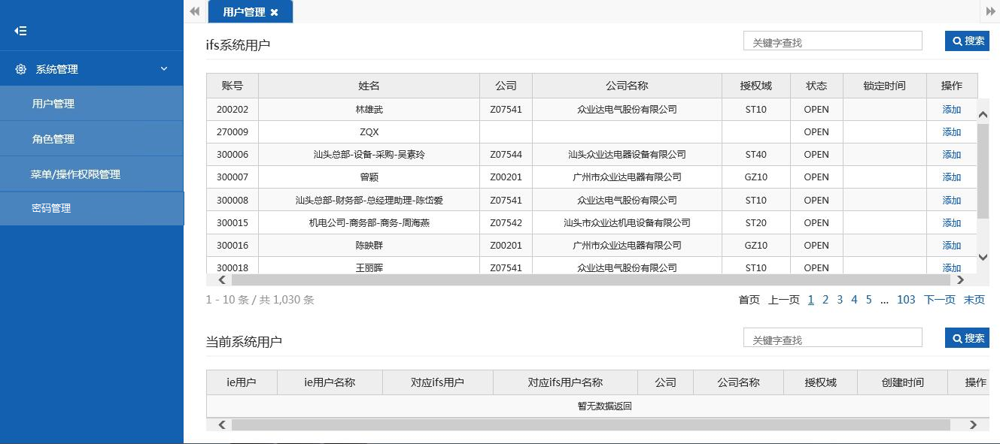 用户管理
系统管理
用户管理
角色管理
菜单/操作权限管理
密码管理
ifs系统用户 关键字查找 搜索
账号 姓名 公司 公司名称 授权域 状态 锁定时间 操作
200202 林雄武 Z07541 众业达电气股份有限公司 ST10 OPEN 添加
270009 ZQX OPEN 添加
300006 汕头总部-设备-采购-吴素玲 Z07544 汕头众业达电器设备有限公司 ST40 OPEN 添加
300007 曾颖 Z00201 广州市众业达电器有限公司 GZ10 OPEN 添加
300008 汕头总部-财务部-总经理助理-陈岱爱 Z07541 众业达电气股份有限公司 ST10 OPEN 添加
300015 机电公司-商务部-商务-周海燕 Z07542 汕头市众业达机电设备有限公司 ST20 OPEN 添加
300016 陈映群 Z00201 广州市众业达电器有限公司 GZ10 OPEN 添加
300018 王丽晖 Z07541 众业达电气股份有限公司 ST10 OPEN 添加
1 - 10 条 / 共 1,030 条 首页 上一页 1 2 3 4 5 ... 103 下一页 末页
当前系统用户 关键字查找 搜索
ie用户 ie用户名称 对应ifs用户 对应ifs用户名称 公司 公司名称 授权域 创建时间 操作
暂无数据返回